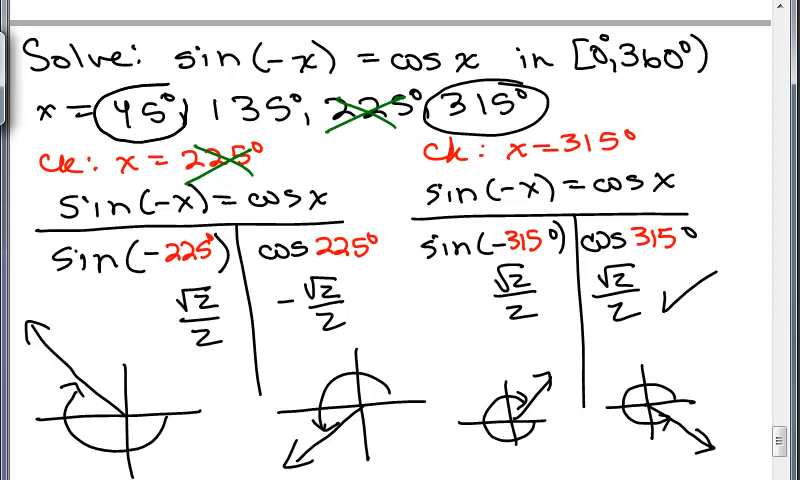 Solve: sin(-x) = cos x in [0°, 360°)
x = 45°, 135°, 225°, 315°
ck: x = 225°
sin(-x) = cos x
sin(-225°) cos 225°
√2/2 -√2/2
ck: x = 315°
sin(-x) = cos x
sin(-315°) cos 315°
√2/2 √2/2 ✓